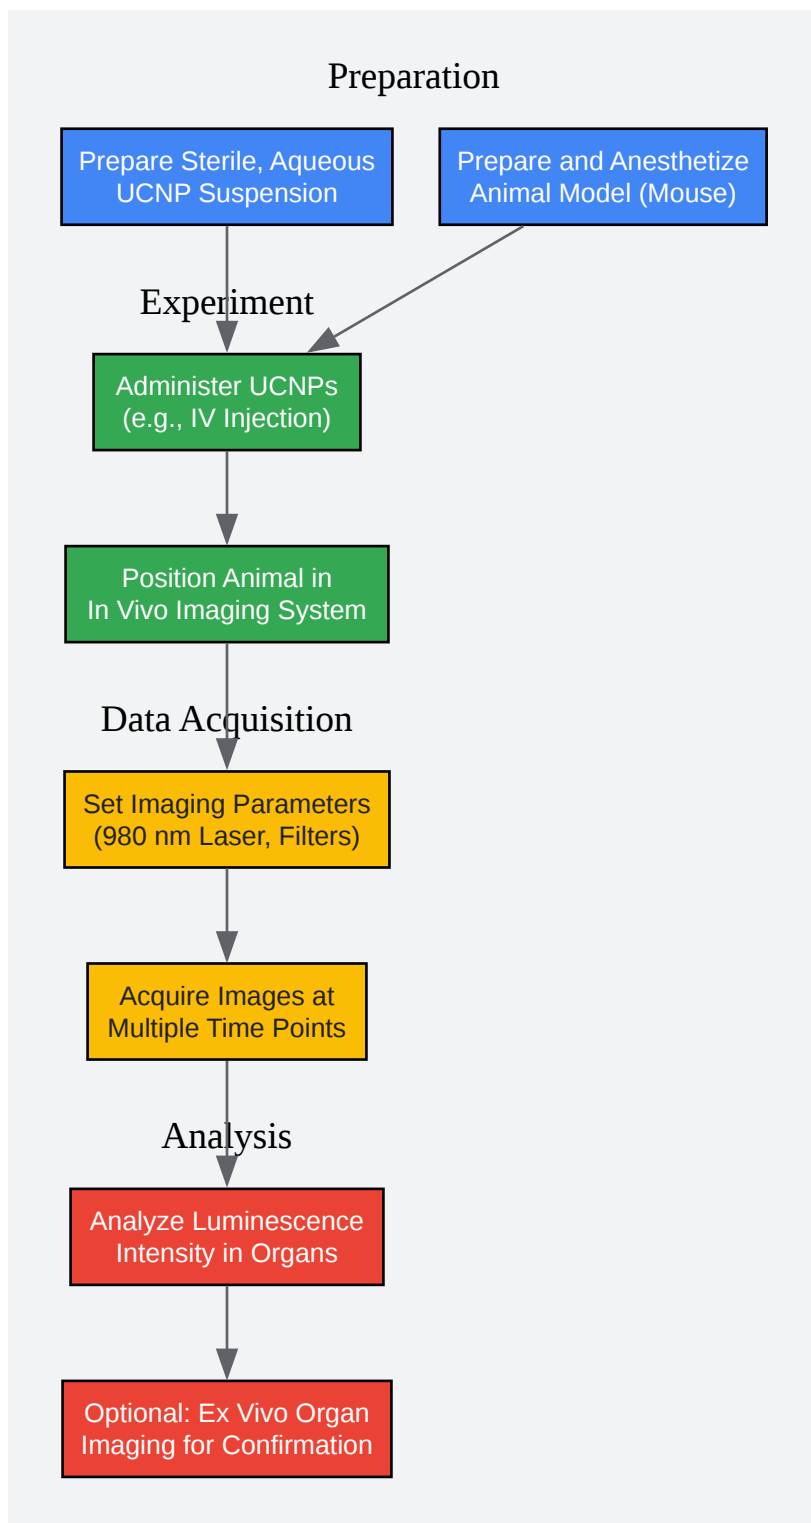 Preparation
Prepare Sterile, Aqueous
UCNP Suspension
Prepare and Anesthetize
Animal Model (Mouse)
Experiment
Administer UCNPs
(e.g., IV Injection)
Position Animal in
In Vivo Imaging System
Data Acquisition
Set Imaging Parameters
(980 nm Laser, Filters)
Acquire Images at
Multiple Time Points
Analysis
Analyze Luminescence
Intensity in Organs
Optional: Ex Vivo Organ
Imaging for Confirmation